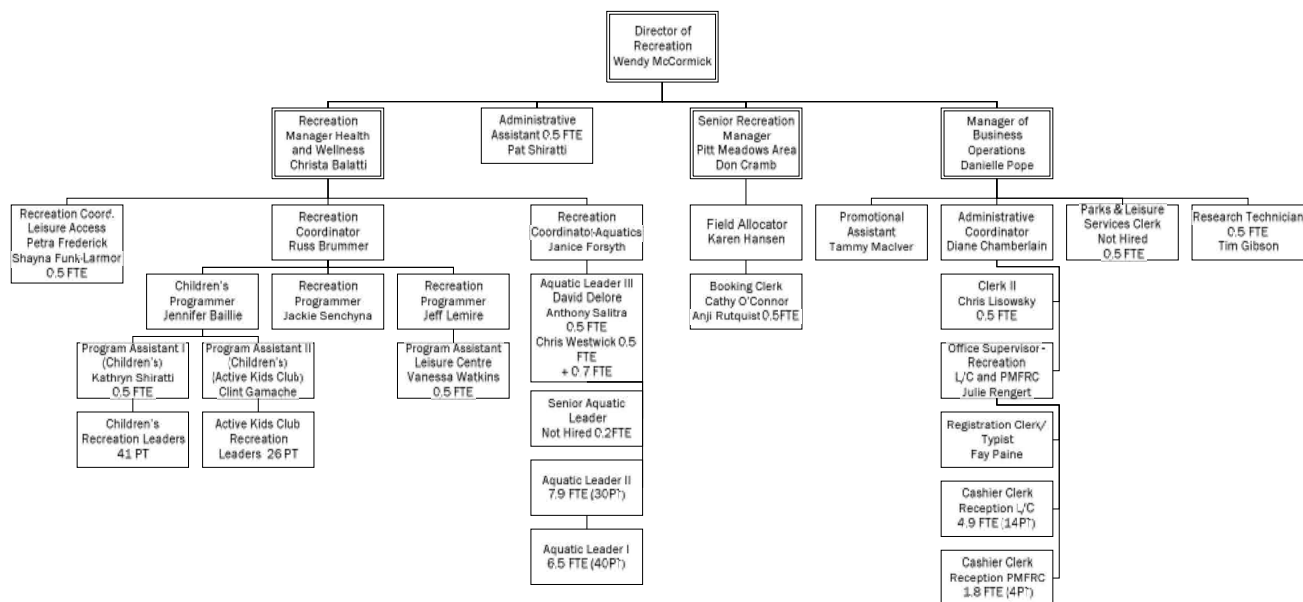 Director of
Recreation
Wendy McCormick
Recreation
Manager Health
and Wellness
Christa Balatti
Administrative
Assistant 0.5 FTE
Pat Shiratti
Senior Recreation
Manager
Pitt Meadows Area
Don Cramb
Manager of
Business
Operations
Danielle Pope
Recreation Coord.
Leisure Access
Petra Frederick
Shayna Funk-Larmor
0.5 FTE
Recreation
Coordinator
Russ Brummer
Recreation
Coordinator-Aquatics
Janice Forsyth
Field Allocator
Karen Hansen
Promotional
Assistant
Tammy MacIver
Administrative
Coordinator
Diane Chamberlain
Parks & Leisure
Services Clerk
Not Hired
0.5 FTE
Research Technician
0.5 FTE
Tim Gibson
Children's
Programmer
Jennifer Baillie
Recreation
Programmer
Jackie Senchyna
Recreation
Programmer
Jeff Lemire
Aquatic Leader III
David Delore
Anthony Salitra
0.5 FTE
Chris Westwick 0.5
FTE
+ 0.7 FTE
Booking Clerk
Cathy O'Connor
Anji Rutquist 0.5FTE
Clerk II
Chris Lisowsky
0.5 FTE
Program Assistant I
(Children's)
Kathryn Shiratti
0.5 FTE
Program Assistant II
(Children's)
(Active Kids Club)
Clint Gamache
Program Assistant
Leisure Centre
Vanessa Watkins
0.5 FTE
Office Supervisor -
Recreation
L/C and PMFRC
Julie Rengert
Children's
Recreation Leaders
41 PT
Active Kids Club
Recreation
Leaders 26 PT
Senior Aquatic
Leader
Not Hired 0.2FTE
Registration Clerk/
Typist
Fay Paine
Aquatic Leader II
7.9 FTE (30PT)
Cashier Clerk
Reception L/C
4.9 FTE (14PT)
Aquatic Leader I
6.5 FTE (40PT)
Cashier Clerk
Reception PMFRC
1.8 FTE (4PT)